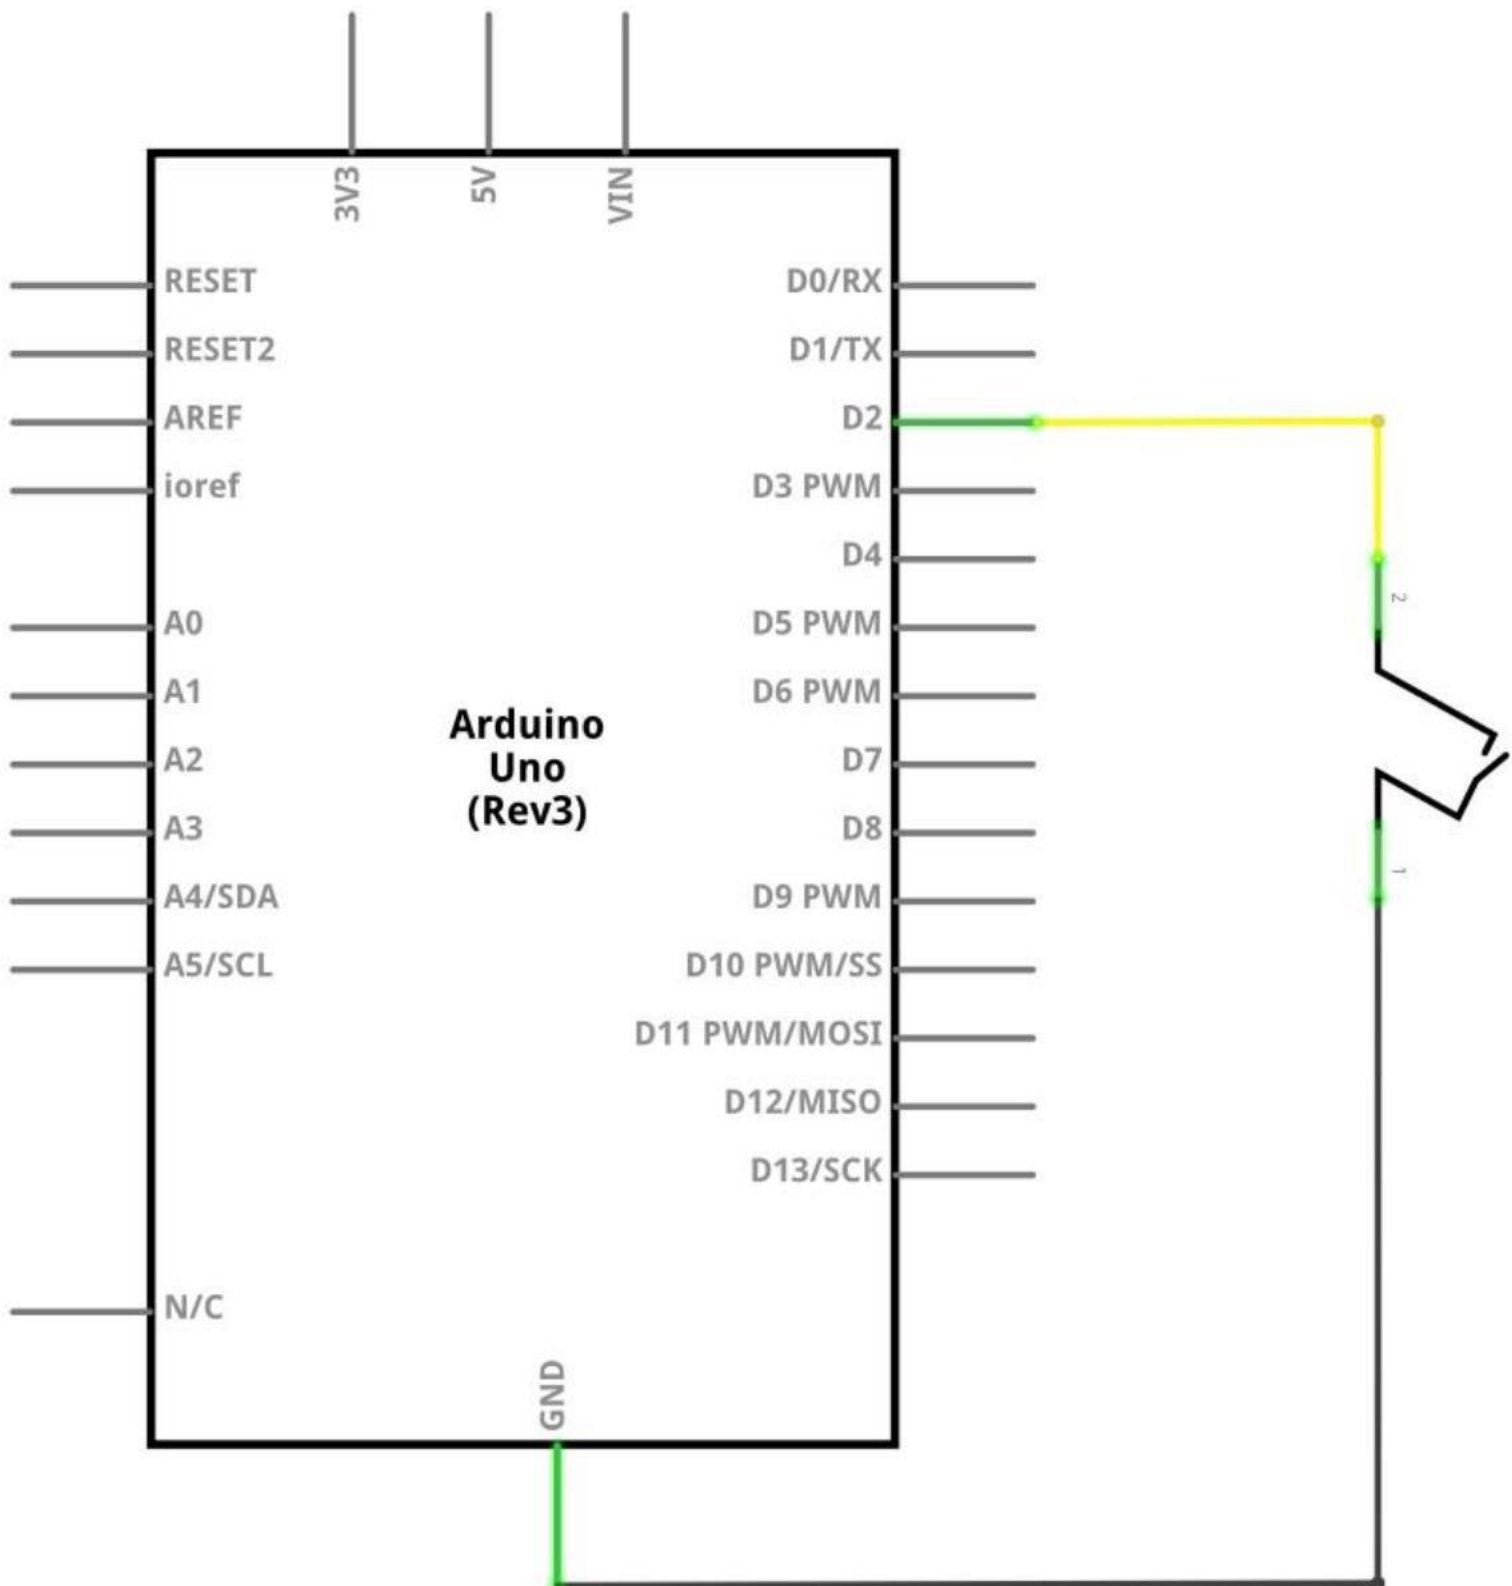 3V3
5V
VIN
RESET
RESET2
AREF
ioref
A0
A1
A2
A3
A4/SDA
A5/SCL
N/C
Arduino
Uno
(Rev3)
D0/RX
D1/TX
D2
D3 PWM
D4
D5 PWM
D6 PWM
D7
D8
D9 PWM
D10 PWM/SS
D11 PWM/MOSI
D12/MISO
D13/SCK
GND
2
1